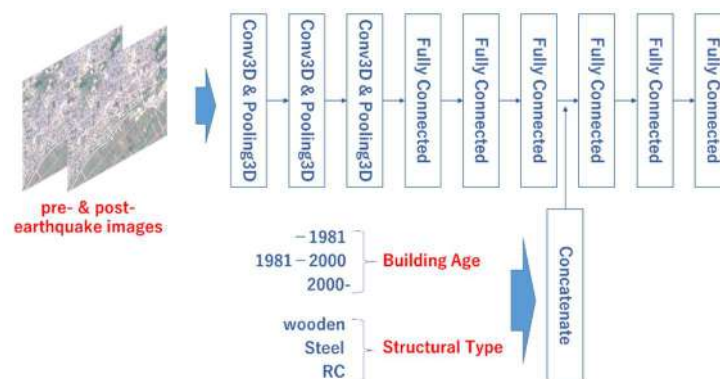 Conv3D & Pooling3D
Conv3D & Pooling3D
Conv3D & Pooling3D
Fully Connected
Fully Connected
Fully Connected
Fully Connected
Fully Connected
Fully Connected
pre- & post-
earthquake images
－1981
1981－2000
2000-
Building Age
wooden
Steel
RC
Structural Type
Concatenate